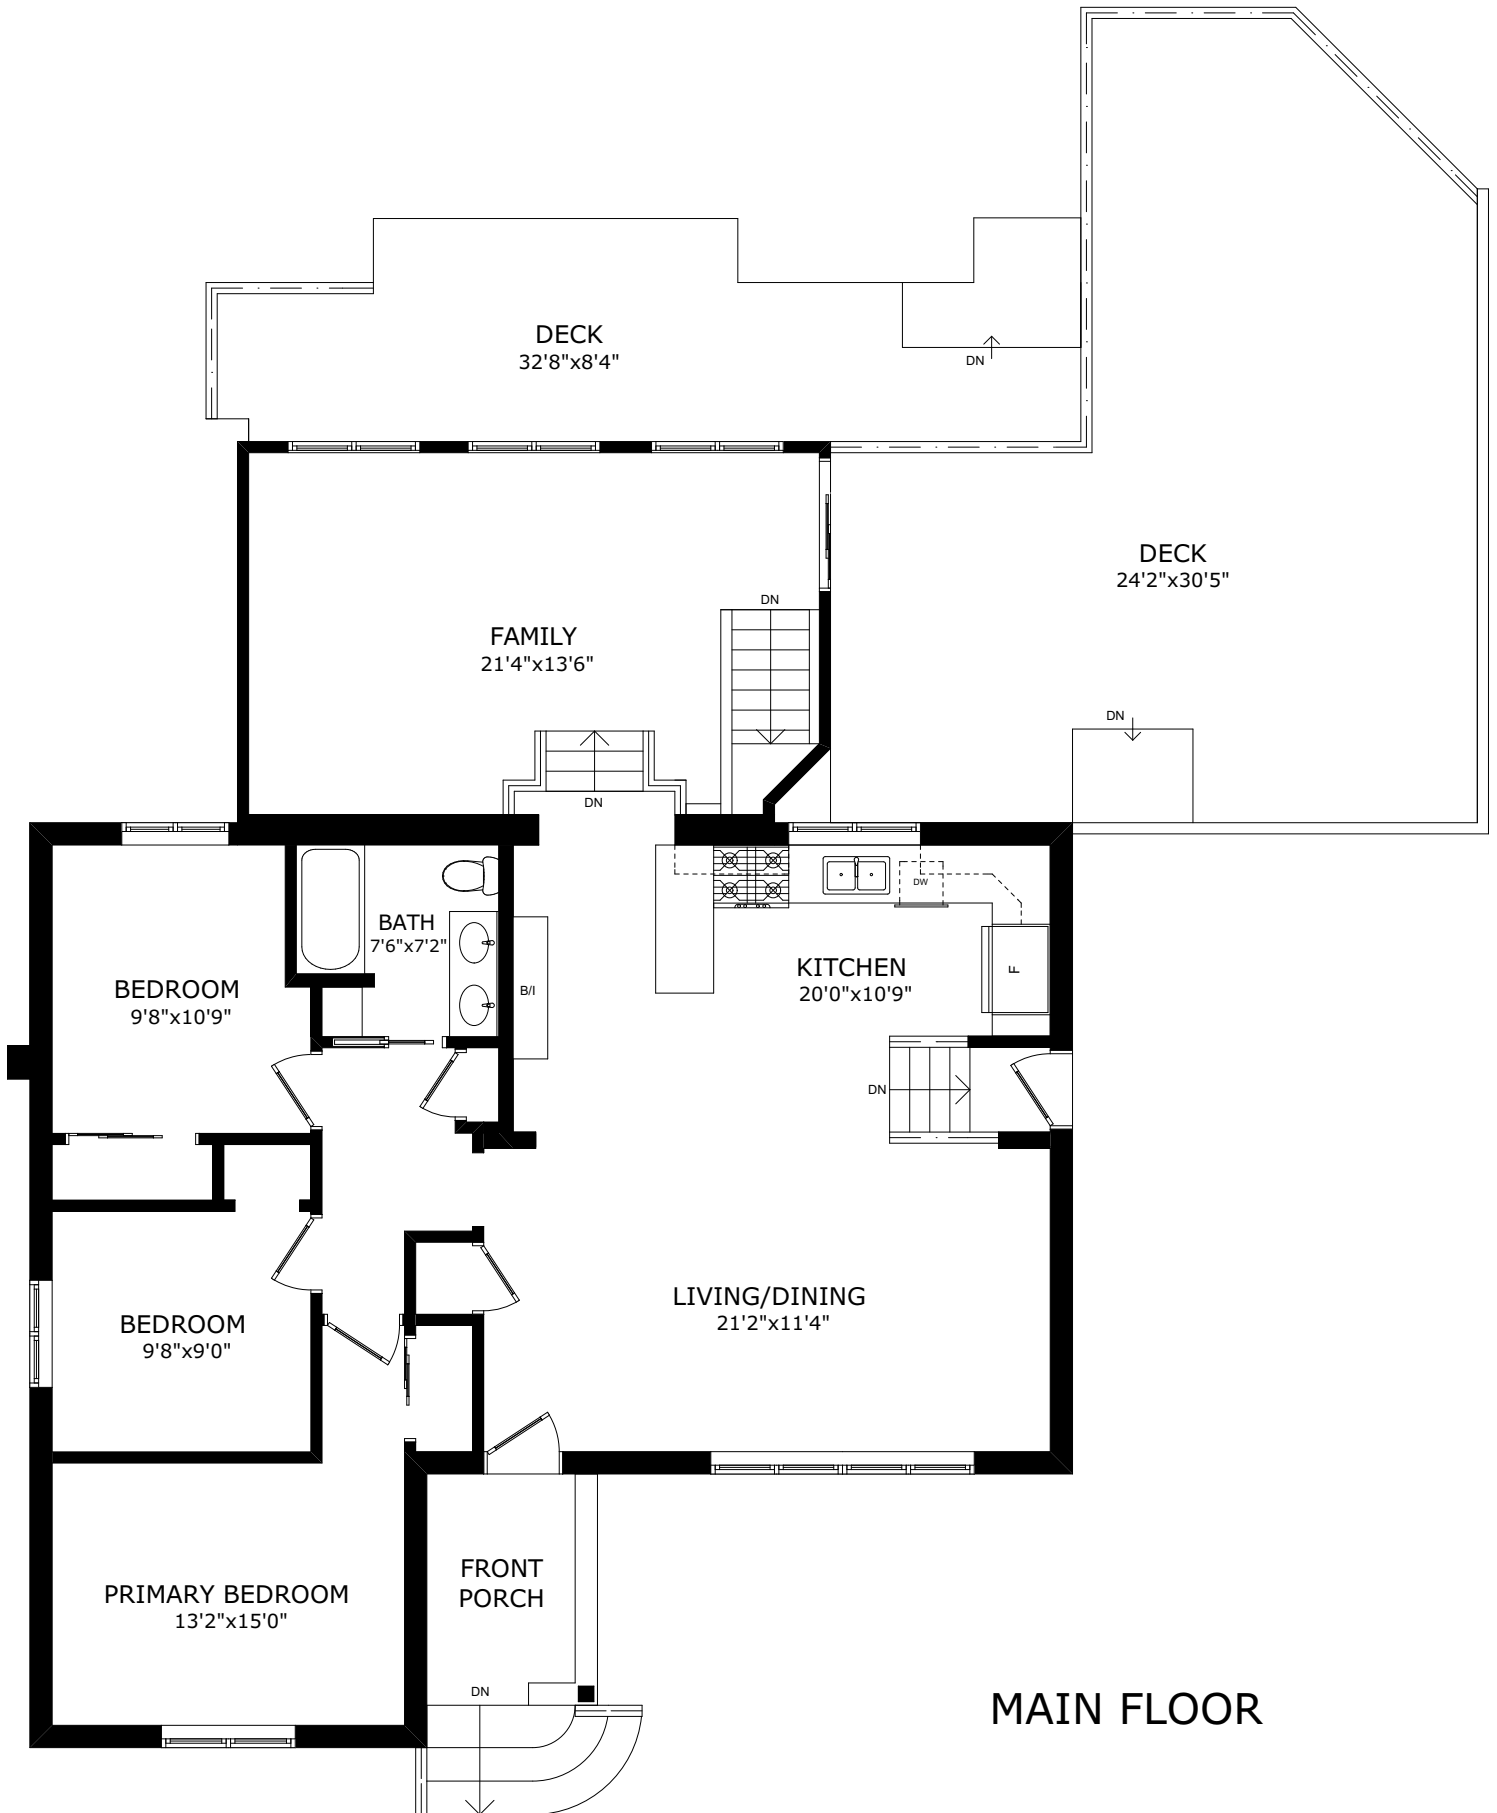 DECK
32'8"x8'4"
DN
DECK
24'2"x30'5"
DN
FAMILY
21'4"x13'6"
DN
DN
DW
BATH
7'6"x7'2"
KITCHEN
20'0"x10'9"
F
B/I
BEDROOM
9'8"x10'9"
DN
LIVING/DINING
21'2"x11'4"
BEDROOM
9'8"x9'0"
FRONT
PORCH
PRIMARY BEDROOM
13'2"x15'0"
DN
MAIN FLOOR